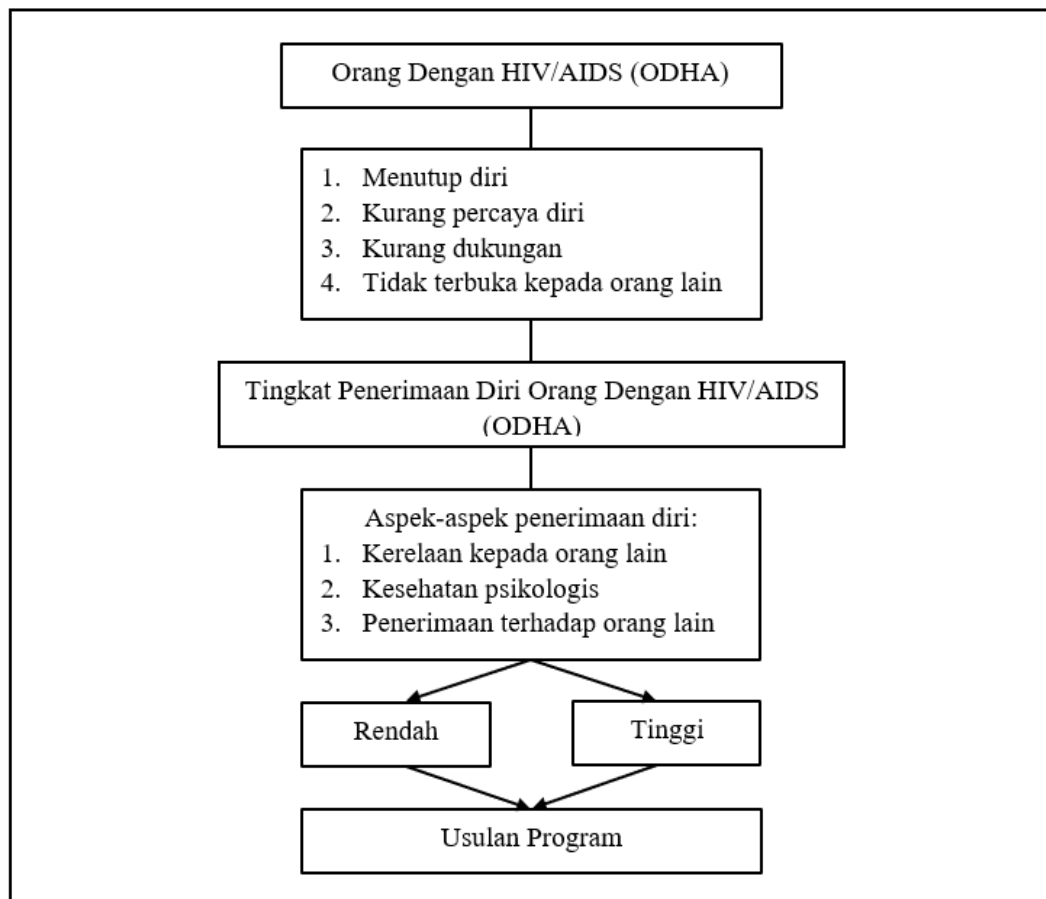 Orang Dengan HIV/AIDS (ODHA)
1. Menutup diri
2. Kurang percaya diri
3. Kurang dukungan
4. Tidak terbuka kepada orang lain
Tingkat Penerimaan Diri Orang Dengan HIV/AIDS
(ODHA)
Aspek-aspek penerimaan diri:
1. Kerelaan kepada orang lain
2. Kesehatan psikologis
3. Penerimaan terhadap orang lain
Rendah
Tinggi
Usulan Program